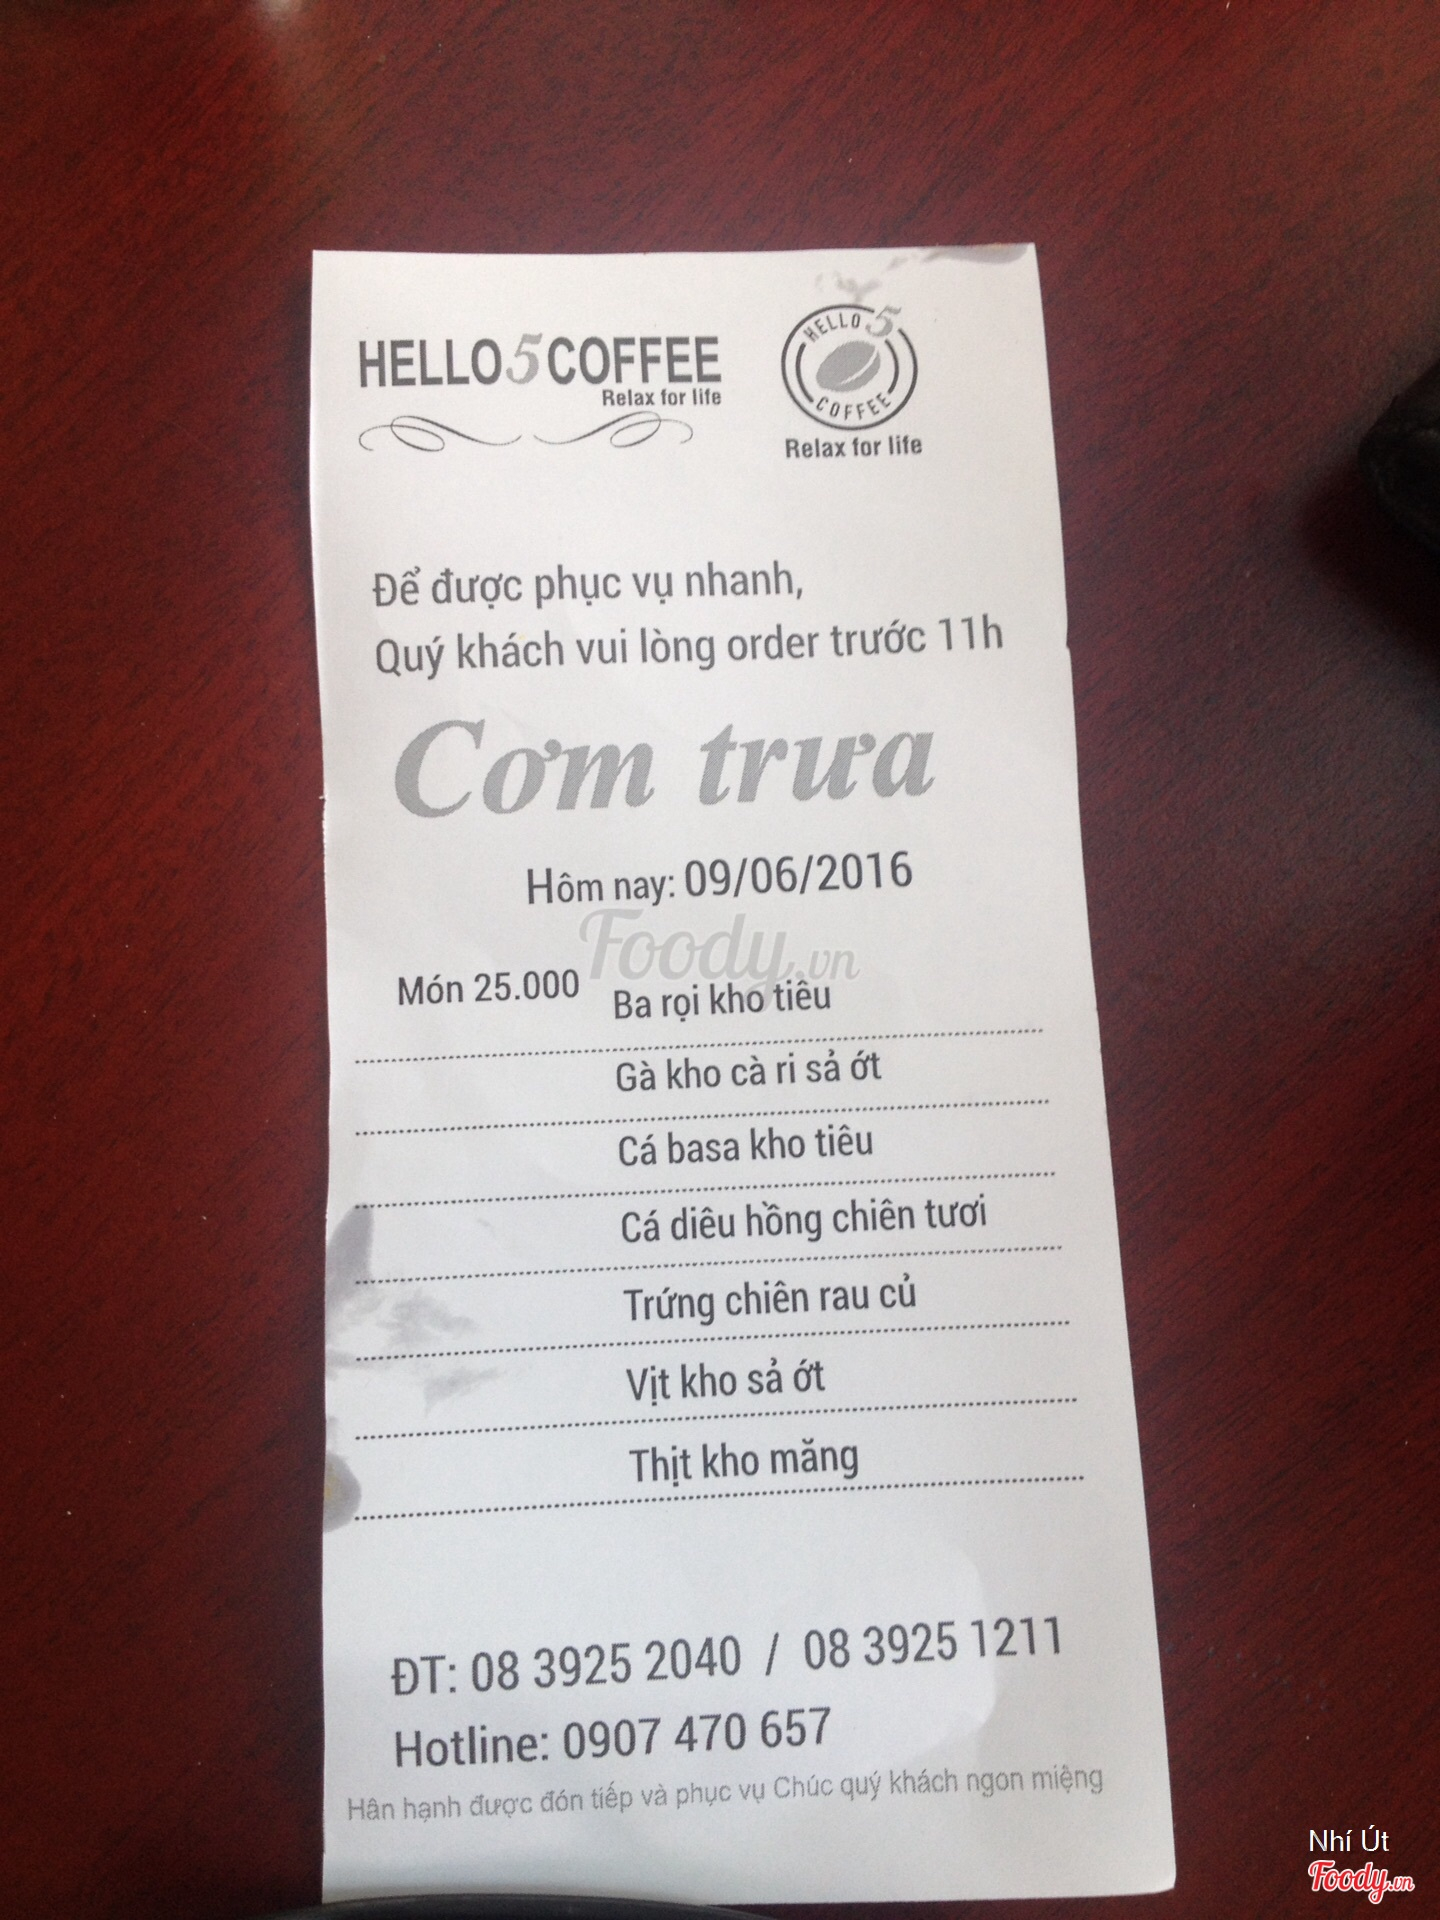 HELLO 5 COFFEE
Relax for life
HELLO 5
COFFEE
Relax for life
Để được phục vụ nhanh,
Quý khách vui lòng order trước 11h
Cơm trưa
Hôm nay: 09/06/2016
Foody.vn
Món 25.000 Ba rọi kho tiêu
Gà kho cà ri sả ớt
Cá basa kho tiêu
Cá diêu hồng chiên tươi
Trứng chiên rau củ
Vịt kho sả ớt
Thịt kho măng
ĐT: 08 3925 2040 / 08 3925 1211
Hotline: 0907 470 657
Hân hạnh được đón tiếp và phục vụ Chúc quý khách ngon miệng
Nhí Út
Foody.vn